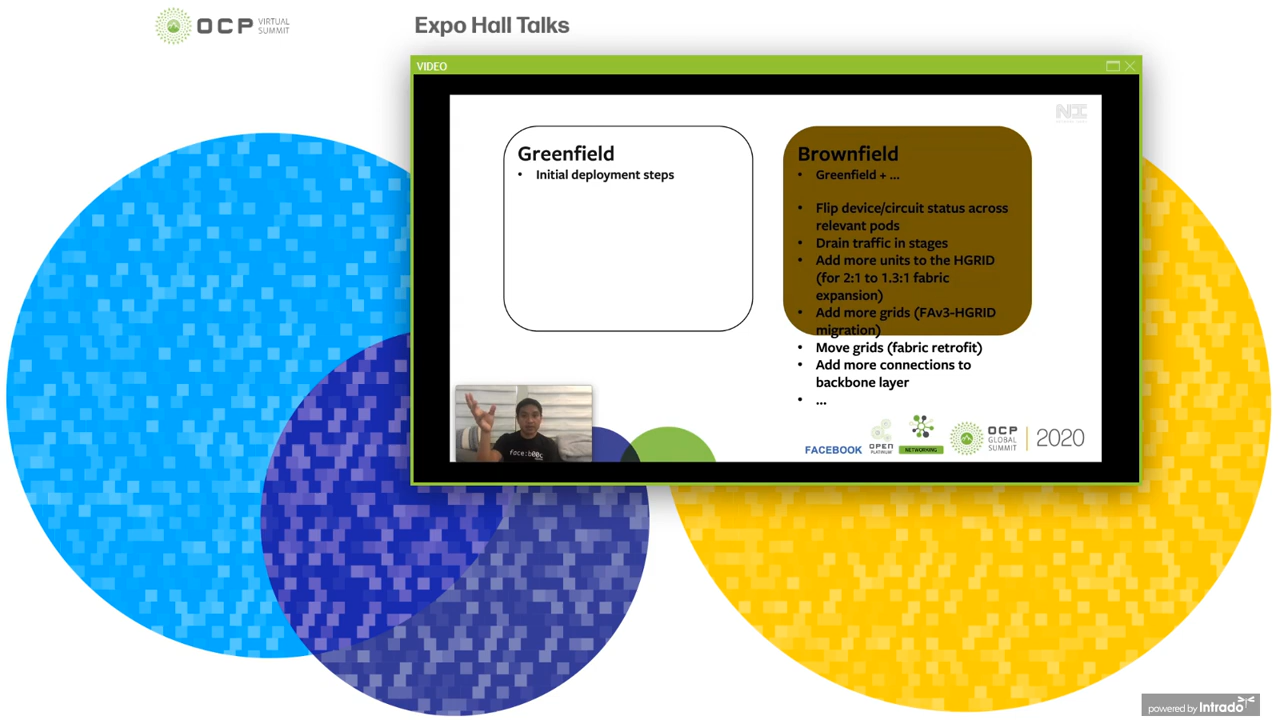 OCP VIRTUAL SUMMIT
Expo Hall Talks
VIDEO
NI
Greenfield
• Initial deployment steps
Brownfield
• Greenfield + ...
• Flip device/circuit status across
relevant pods
• Drain traffic in stages
• Add more units to the HGRID
(for 2:1 to 1.3:1 fabric
expansion)
• Add more grids (FAv3-HGRID
migration)
• Move grids (fabric retrofit)
• Add more connections to
backbone layer
• ...
FACEBOOK
OPEN
PLATINUM
NETWORKING
OCP
GLOBAL
SUMMIT
2020
powered by Intrado